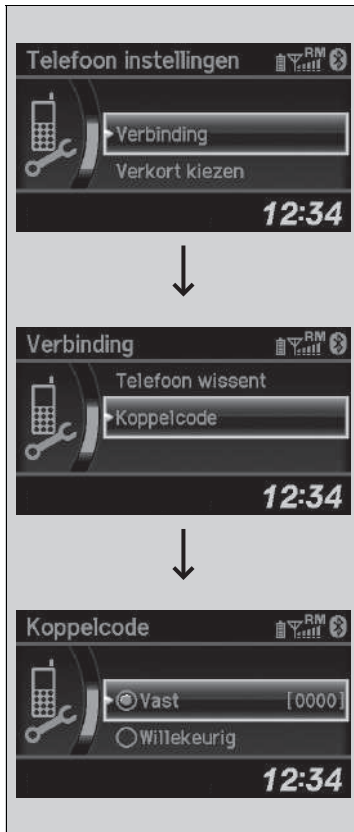 Telefoon instellingen RM
Verbinding
Verkort kiezen
12:34
Verbinding RM
Telefoon wissent
Koppelcode
12:34
Koppelcode RM
Vast [0000]
Willekeurig
12:34